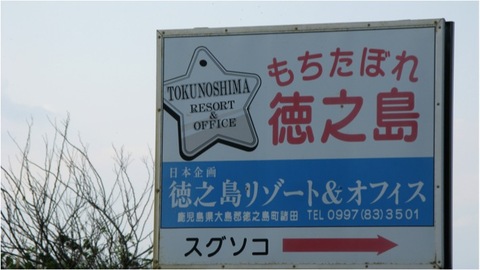 TOKUNOSHIMA
RESORT
&
OFFICE
もちたぼれ
徳之島
日本企画
徳之島リゾート&オフィス
鹿児島県大島郡徳之島町諸田 TEL 0997(83)3501
スグソコ